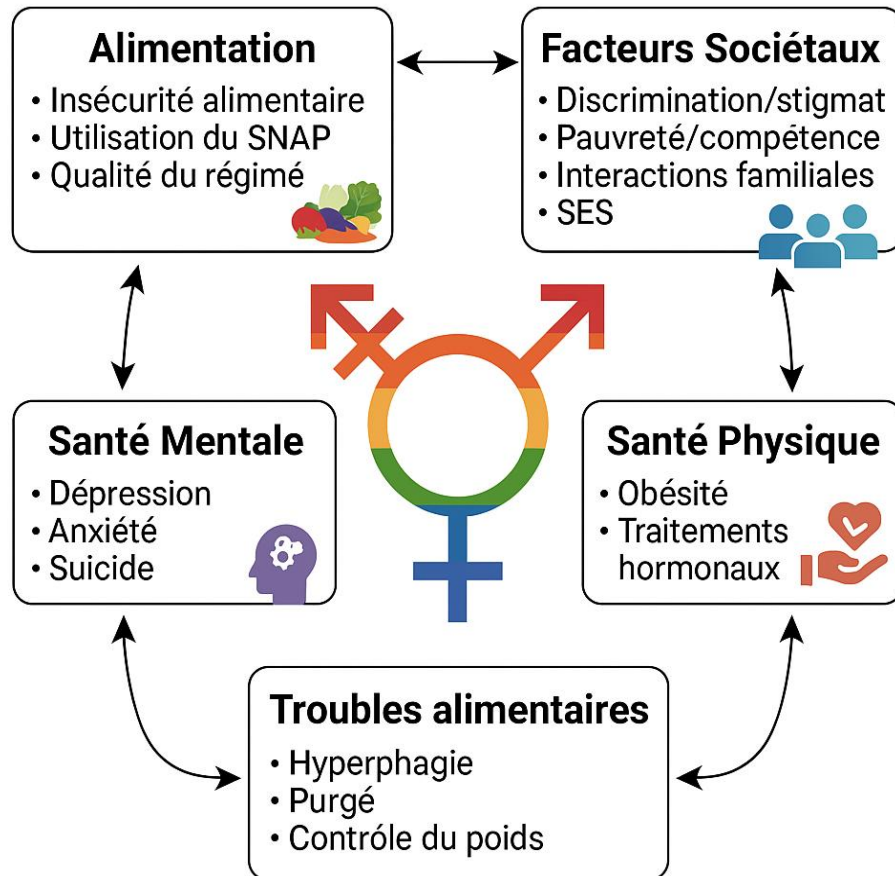 Alimentation
• Insécurité alimentaire
• Utilisation du SNAP
• Qualité du régimé
Facteurs Sociétaux
• Discrimination/stigmat
• Pauvreté/compétence
• Interactions familiales
• SES
Santé Mentale
• Dépression
• Anxiété
• Suicide
Santé Physique
• Obésité
• Traitements
hormonaux
Troubles alimentaires
• Hyperphagie
• Purgé
• Contrôle du poids